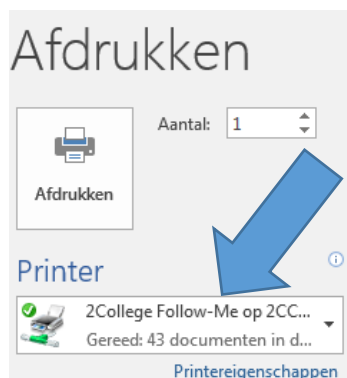 Afdrukken
Aantal: 1
Afdrukken
Printer
2College Follow-Me op 2CC...
Gereed: 43 documenten in d...
Printereigenschappen